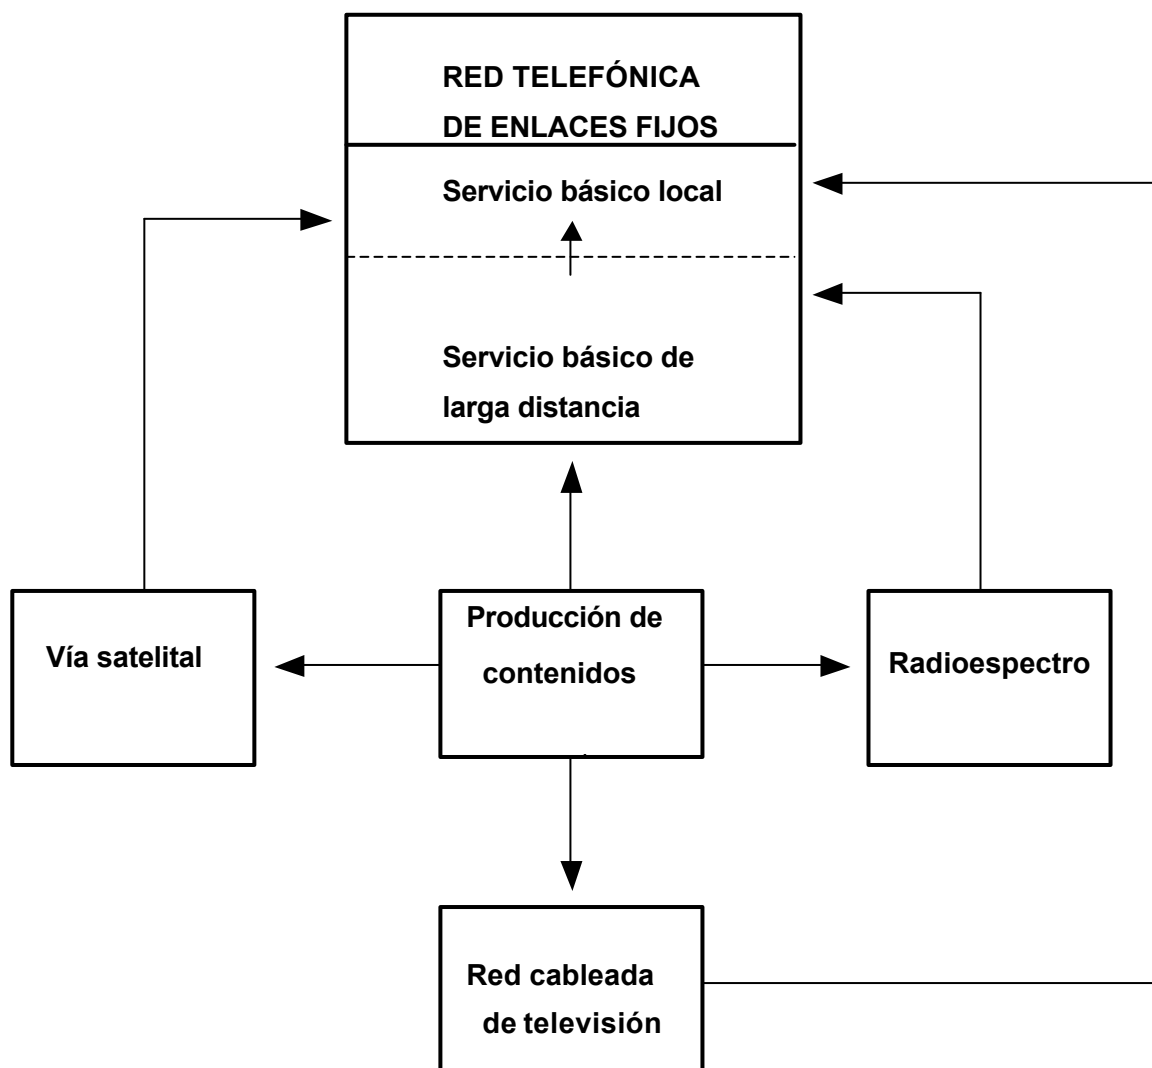 RED TELEFÓNICA
DE ENLACES FIJOS
Servicio básico local
Servicio básico de
larga distancia
Vía satelital
Producción de
contenidos
Radioespectro
Red cableada
de televisión